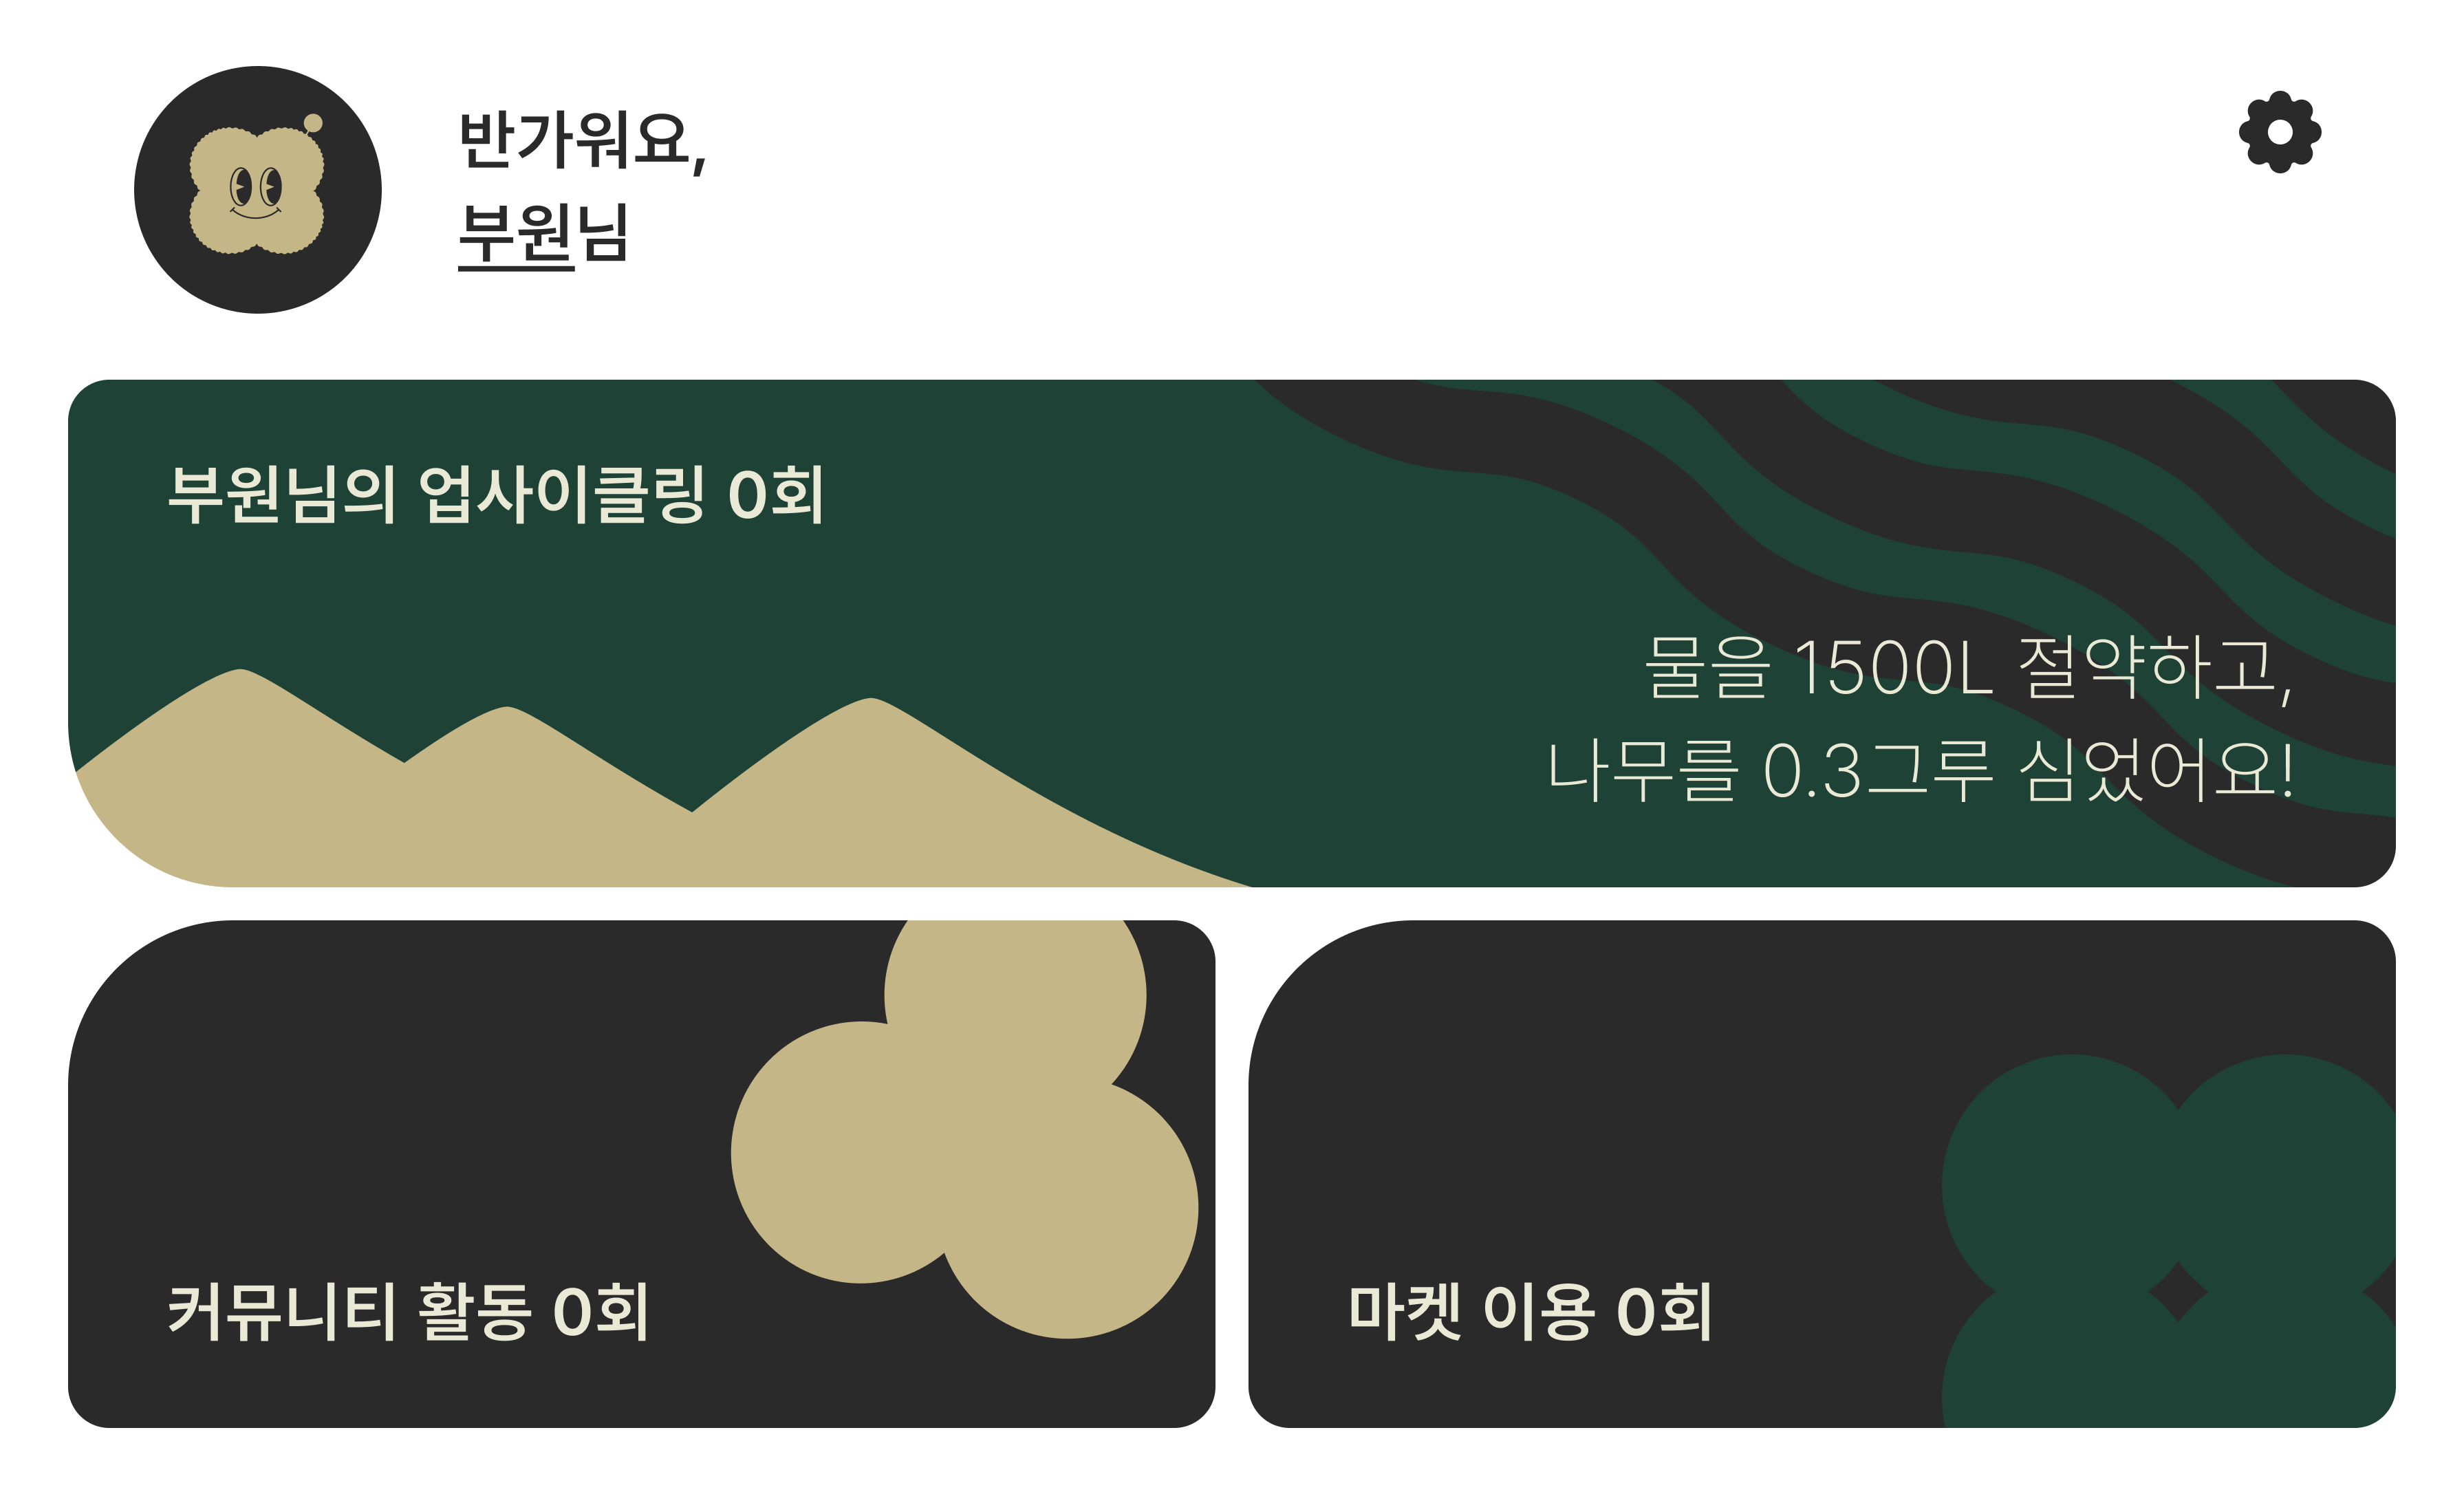 반가워요,
부원님
부원님의 업사이클링 0회
물을 1500L 절약하고,
나무를 0.3그루 심었어요!
커뮤니티 활동 0회
마켓 이용 0회